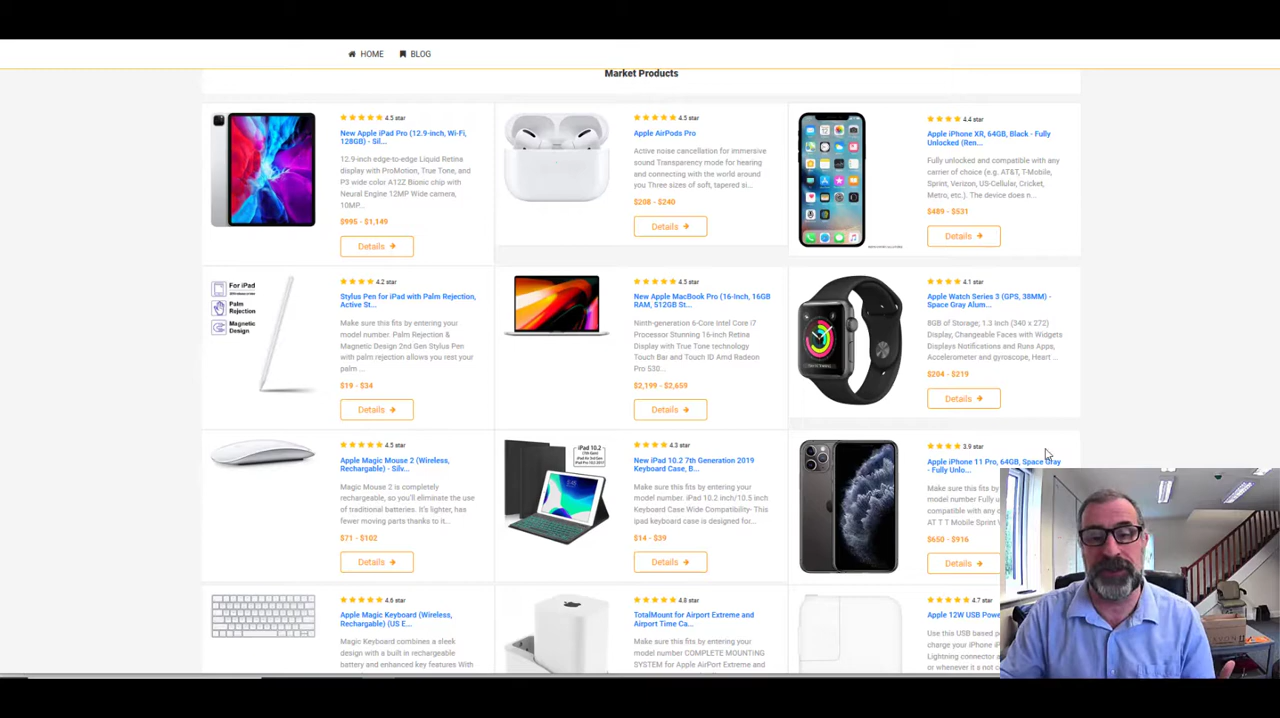 HOME BLOG
Market Products
4.5 star
New Apple iPad Pro (12.9-inch, Wi-Fi,
128GB) - Sil...
12.9-inch edge-to-edge Liquid Retina
display with ProMotion, True Tone, and
P3 wide color A12Z Bionic chip with
Neural Engine 12MP Wide camera,
10MP...
$995 - $1,149
Details
4.5 star
Apple AirPods Pro
Active noise cancellation for immersive
sound Transparency mode for hearing
and connecting with the world around
you Three sizes of soft, tapered si...
$208 - $240
Details
4.4 star
Apple iPhone XR, 64GB, Black - Fully
Unlocked (Ren...
Fully unlocked and compatible with any
carrier of choice (e.g. AT&T, T-Mobile,
Sprint, Verizon, US-Cellular, Cricket,
Metro, etc.). The device does n...
$489 - $531
Details
For iPad
Palm
Rejection
Magnetic
Design
4.2 star
Stylus Pen for iPad with Palm Rejection,
Active St...
Make sure this fits by entering your
model number. Palm Rejection &
Magnetic Design 2nd Gen Stylus Pen
with palm rejection allows you rest your
palm ...
$19 - $34
Details
4.5 star
New Apple MacBook Pro (16-Inch, 16GB
RAM, 512GB St...
Ninth-generation 6-Core Intel Core i7
Processor Stunning 16-inch Retina
Display with True Tone technology
Touch Bar and Touch ID Amd Radeon
Pro 530...
$2,199 - $2,659
Details
4.1 star
Apple Watch Series 3 (GPS, 38MM) -
Space Gray Alum...
8GB of Storage, 1.3 Inch (340 x 272)
Display, Changeable Faces with Widgets
Displays Notifications and Runs Apps,
Accelerometer and gyroscope, Heart ...
$204 - $219
Details
4.5 star
Apple Magic Mouse 2 (Wireless,
Rechargable) - Silv...
Magic Mouse 2 is completely
rechargeable, so you'll eliminate the use
of traditional batteries. It's lighter, has
fewer moving parts thanks to it...
$71 - $102
Details
iPad 10.2
4.3 star
New iPad 10.2 7th Generation 2019
Keyboard Case, B...
Make sure this fits by entering your
model number. iPad 10.2 inch/10.5 inch
Keyboard Case Wide Compatibility- This
ipad keyboard case is designed for...
$14 - $39
Details
3.9 star
Apple iPhone 11 Pro, 64GB, Space Gray
- Fully Unlo...
Make sure this fits b
model number Fully u
compatible with any c
A T T Mobile Sprint V
$650 - $916
Details
4.6 star
Apple Magic Keyboard (Wireless,
Rechargable) (US E...
Magic Keyboard combines a sleek
design with a built in rechargeable
battery and enhanced key features With
TotalMount for Airport Extreme and
Airport Time Ca...
4.8 star
Make sure this fits by entering your
model number COMPLETE MOUNTING
SYSTEM for Apple AirPort Extreme and
4.7 star
Apple 12W USB Powe
Use this USB based p
charge your iPhone iP
Lightning connector a
or whenever it s not c